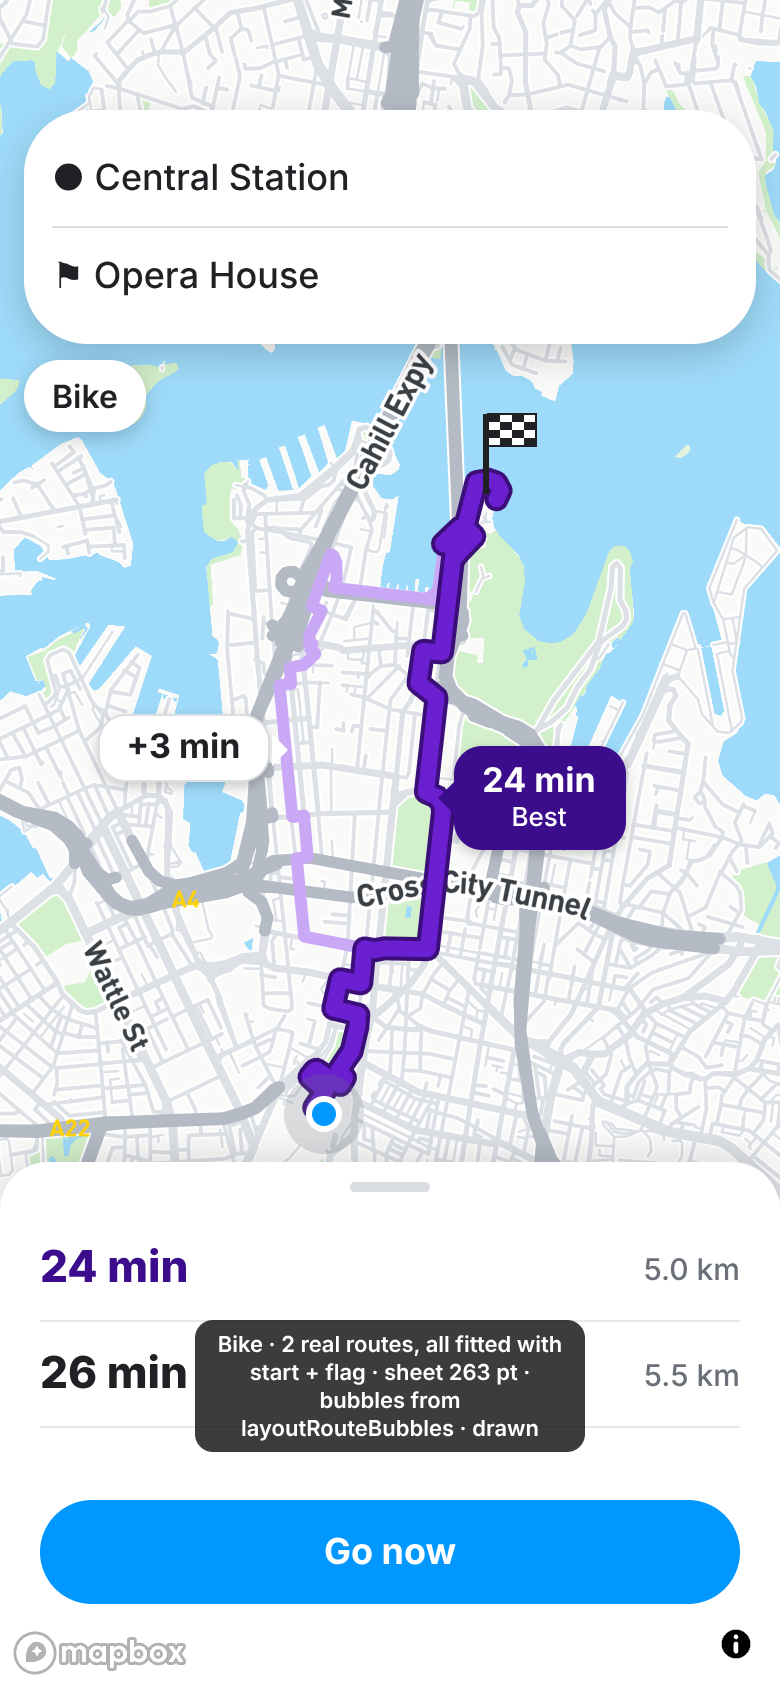 Central Station
Opera House
Bike
Cahill Expy
+3 min
24 min
Best
Cross City Tunnel
A4
Wattle St
A22
24 min
5.0 km
26 min
5.5 km
Bike · 2 real routes, all fitted with
start + flag · sheet 263 pt ·
bubbles from
layoutRouteBubbles · drawn
Go now
mapbox